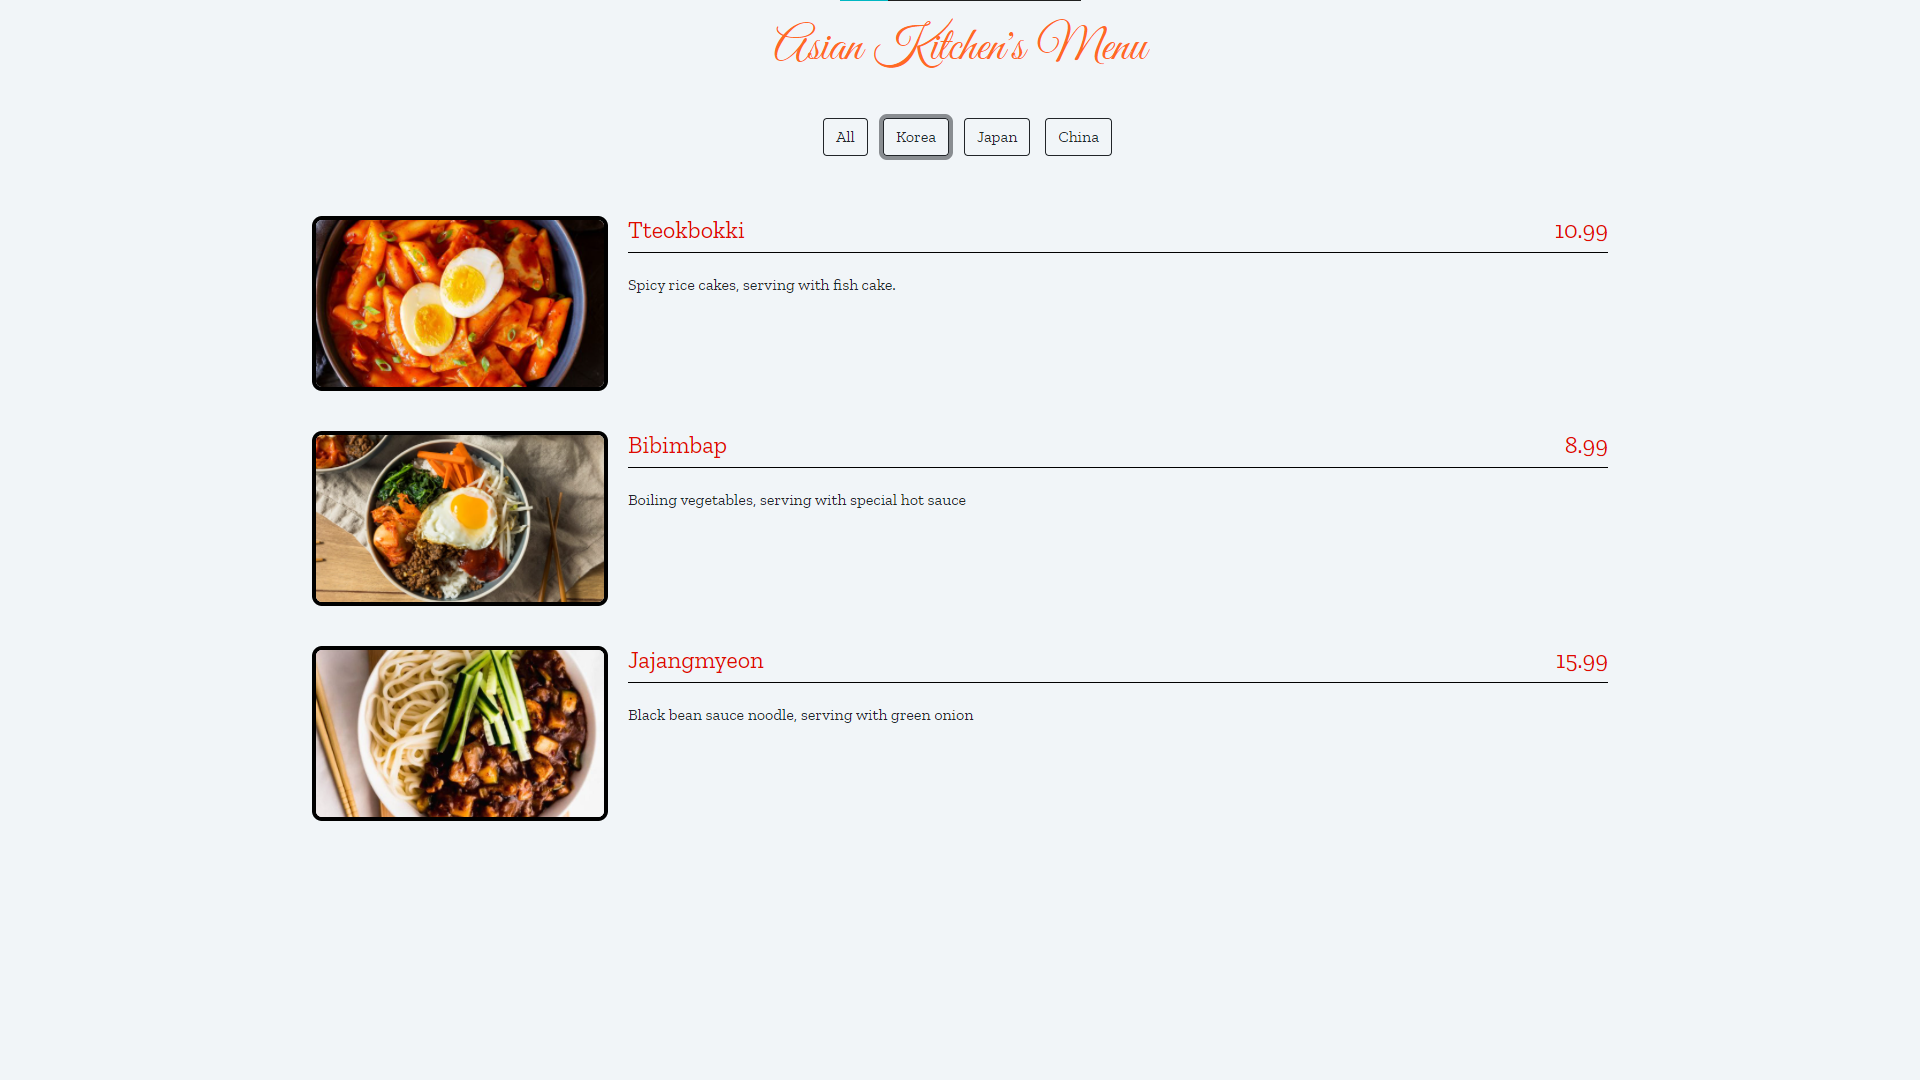 Asian Kitchen's Menu
All Korea Japan China
Tteokbokki 10.99
Spicy rice cakes, serving with fish cake.
Bibimbap 8.99
Boiling vegetables, serving with special hot sauce
Jajangmyeon 15.99
Black bean sauce noodle, serving with green onion